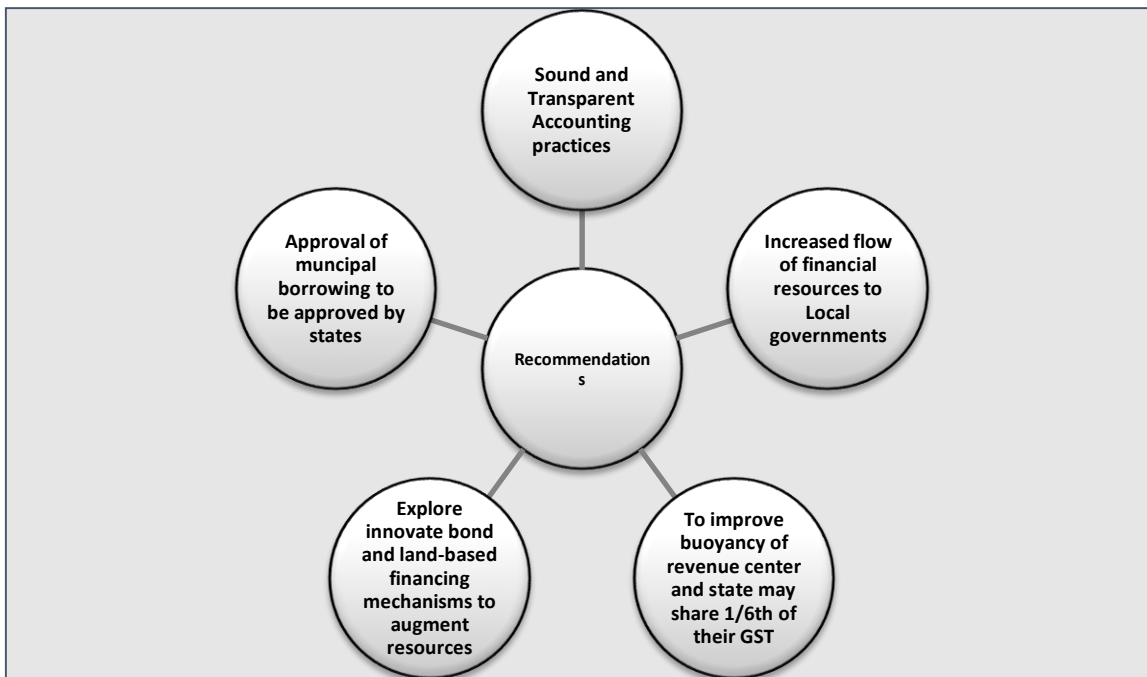 Sound and
Transparent
Accounting
practices
Approval of
muncipal
borrowing to
be approved by
states
Increased flow
of financial
resources to
Local
governments
Recommendation
s
Explore
innovate bond
and land-based
financing
mechanisms to
augment
resources
To improve
buoyancy of
revenue center
and state may
share 1/6th of
their GST